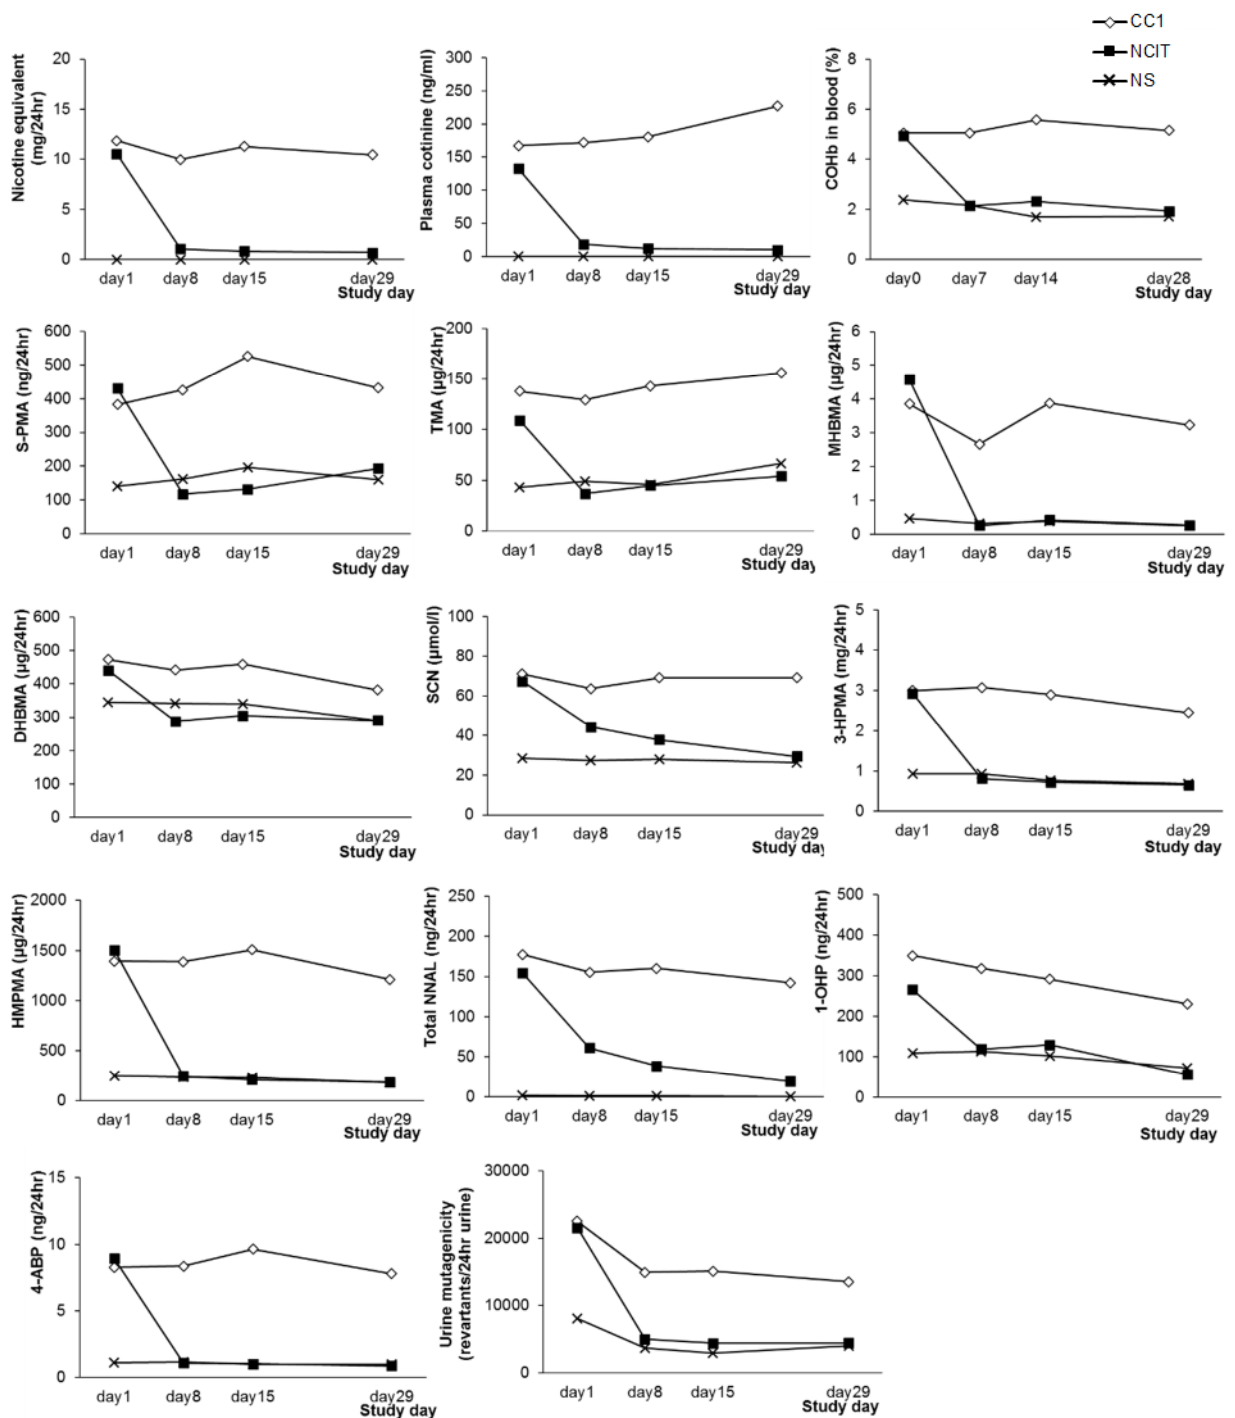 CC1
NCIT
NS
Nicotine equivalent
(mg/24hr)
20
15
10
5
0
day1 day8 day15 day29
Study day
Plasma cotinine (ng/ml)
300
250
200
150
100
50
0
day1 day8 day15 day29
Study day
COHb in blood (%)
8
6
4
2
0
day0 day7 day14 day28
Study day
S-PMA (ng/24hr)
600
500
400
300
200
100
0
day1 day8 day15 day29
Study day
TMA (µg/24hr)
200
150
100
50
0
day1 day8 day15 day29
Study day
MHBMA (µg/24hr)
6
5
4
3
2
1
0
day1 day8 day15 day29
Study day
DHBMA (µg/24hr)
600
500
400
300
200
100
0
day1 day8 day15 day29
Study day
SCN (µmol/l)
100
80
60
40
20
0
day1 day8 day15 day29
Study day
3-HPMA (mg/24hr)
5
4
3
2
1
0
day1 day8 day15 day29
Study day
HMPMA (µg/24hr)
2000
1500
1000
500
0
day1 day8 day15 day29
Study day
Total NNAL (ng/24hr)
250
200
150
100
50
0
day1 day8 day15 day29
Study day
1-OHP (ng/24hr)
500
400
300
200
100
0
day1 day8 day15 day29
Study day
4-ABP (ng/24hr)
15
10
5
0
day1 day8 day15 day29
Study day
Urine mutagenicity
(revartants/24hr urine)
30000
20000
10000
0
day1 day8 day15 day29
Study day